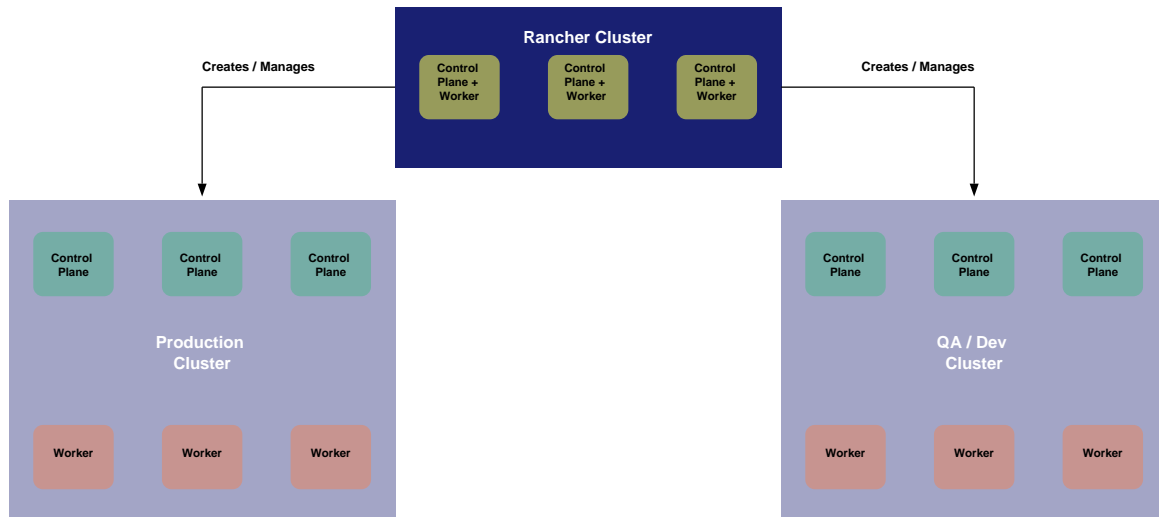 Rancher Cluster
Creates / Manages
Creates / Manages
Control
Plane +
Worker
Control
Plane +
Worker
Control
Plane +
Worker
Control
Plane
Control
Plane
Control
Plane
Production
Cluster
Worker
Worker
Worker
Control
Plane
Control
Plane
Control
Plane
QA / Dev
Cluster
Worker
Worker
Worker